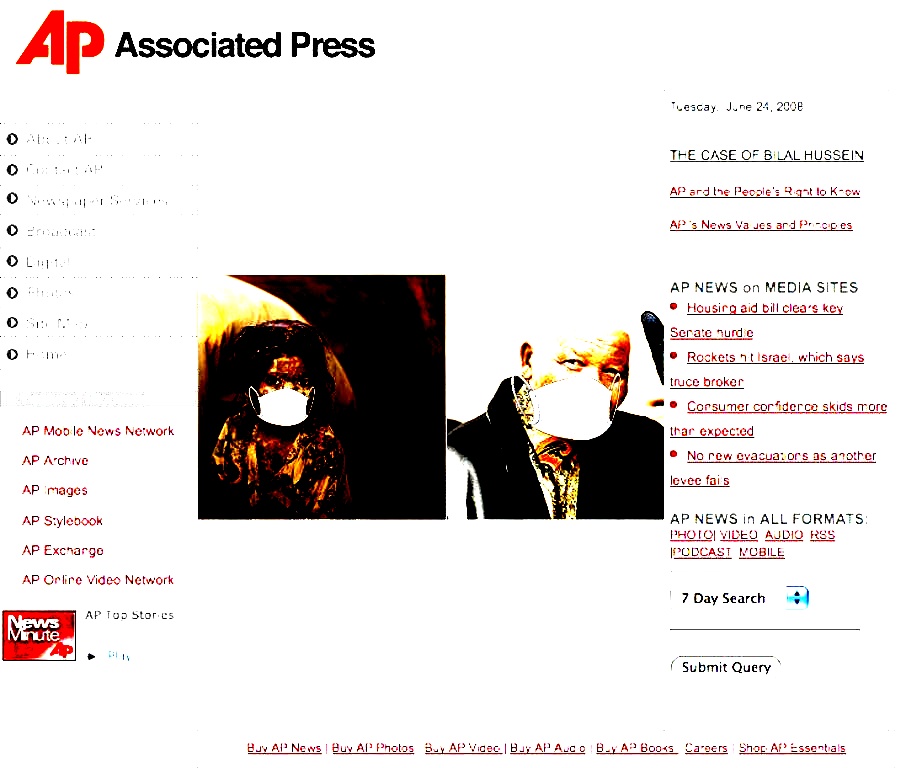 AP Associated Press
Tuesday, June 24, 2008
About AP
Contact AP
Newspaper Services
Broadcast
Digital
Photos
Site Map
Home
AP Mobile News Network
AP Archive
AP Images
AP Stylebook
AP Exchange
AP Online Video Network
News Minute AP
AP Top Stories
Play
THE CASE OF BILAL HUSSEIN
AP and the People's Right to Know
AP's News Values and Principles
AP NEWS on MEDIA SITES
Housing aid bill clears key
Senate hurdle
Rockets hit Israel, which says
truce broken
Consumer confidence skids more
than expected
No new evacuations as another
levee fails
AP NEWS in ALL FORMATS:
PHOTO| VIDEO AUDIO RSS
|PODCAST MOBILE
7 Day Search
Submit Query
Buy AP News | Buy AP Photos Buy AP Video | Buy AP Audio | Buy AP Books Careers | Shop AP Essentials